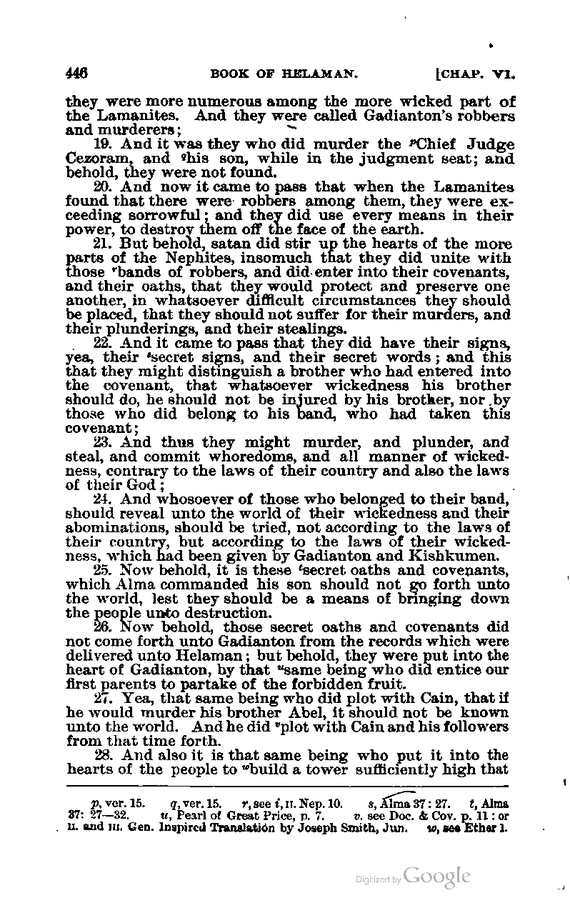 446 BOOK OF HELAMAN. [CHAP. VI.
they were more numerous among the more wicked part of
the Lamanites. And they were called Gadianton's robbers
and murderers;
19. And it was they who did murder the pChief Judge
Cezoram, and qhis son, while in the judgment seat; and
behold, they were not found.
20. And now it came to pass that when the Lamanites
found that there were robbers among them, they were ex-
ceeding sorrowful; and they did use every means in their
power, to destroy them off the face of the earth.
21. But behold, satan did stir up the hearts of the more
parts of the Nephites, insomuch that they did unite with
those rbands of robbers, and did enter into their covenants,
and their oaths, that they would protect and preserve one
another, in whatsoever difficult circumstances they should
be placed, that they should not suffer for their murders, and
their plunderings, and their stealings.
22. And it came to pass that they did have their signs,
yea, their ssecret signs, and their secret words; and this
that they might distinguish a brother who had entered into
the covenant, that whatsoever wickedness his brother
should do, he should not be injured by his brother, nor by
those who did belong to his band, who had taken this
covenant;
23. And thus they might murder, and plunder, and
steal, and commit whoredoms, and all manner of wicked-
ness, contrary to the laws of their country and also the laws
of their God;
24. And whosoever of those who belonged to their band,
should reveal unto the world of their wickedness and their
abominations, should be tried, not according to the laws of
their country, but according to the laws of their wicked-
ness, which had been given by Gadianton and Kishkumen.
25. Now behold, it is these tsecret oaths and covenants,
which Alma commanded his son should not go forth unto
the world, lest they should be a means of bringing down
the people unto destruction.
26. Now behold, those secret oaths and covenants did
not come forth unto Gadianton from the records which were
delivered unto Helaman; but behold, they were put into the
heart of Gadianton, by that usame being who did entice our
first parents to partake of the forbidden fruit.
27. Yea, that same being who did plot with Cain, that if
he would murder his brother Abel, it should not be known
unto the world. And he did vplot with Cain and his followers
from that time forth.
28. And also it is that same being who put it into the
hearts of the people to wbuild a tower sufficiently high that
p, ver. 15. q, ver. 15. r, see i, II. Nep. 10. s, Alma 37: 27. t, Alma
37: 27—32. u, Pearl of Great Price, p. 7. v. see Doc. & Cov. p. 11: or
II. and III. Gen. Inspired Translation by Joseph Smith, Jun. w, see Ether 1.
Digitized by Google